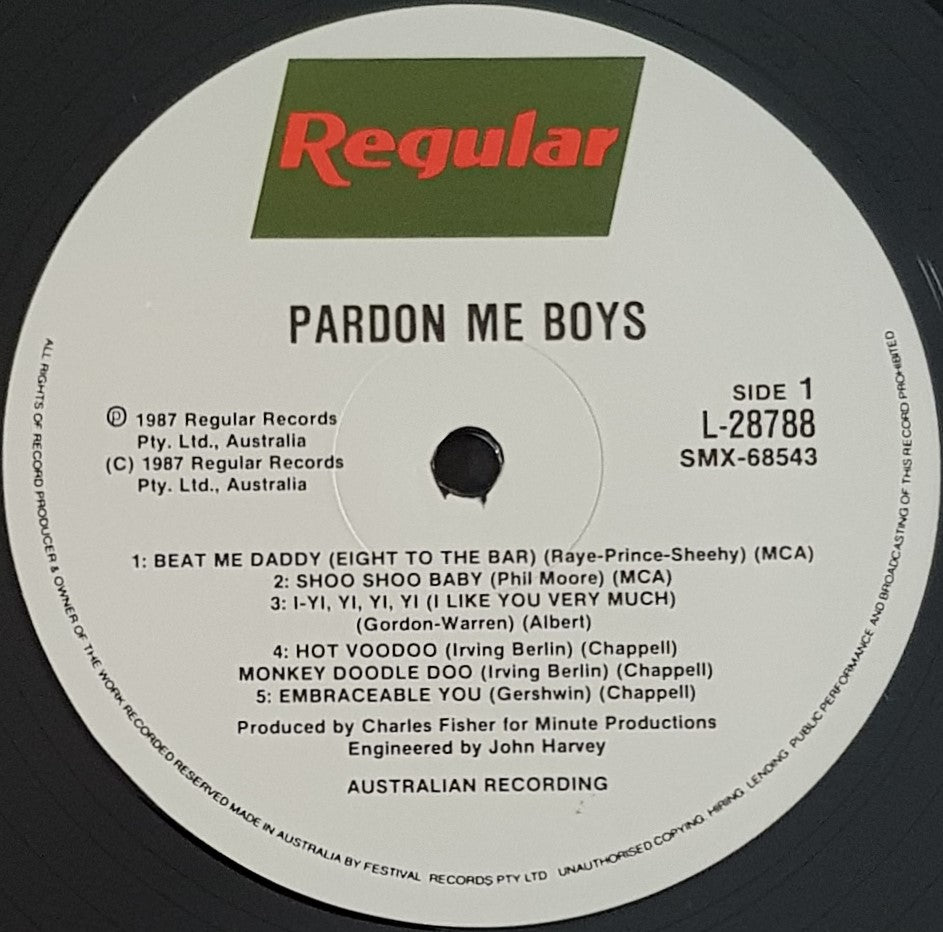 Regular
PARDON ME BOYS
SIDE 1
L-28788
SMX-68543
Ⓟ 1987 Regular Records
Pty. Ltd., Australia
(C) 1987 Regular Records
Pty. Ltd., Australia
1: BEAT ME DADDY (EIGHT TO THE BAR) (Raye-Prince-Sheehy) (MCA)
2: SHOO SHOO BABY (Phil Moore) (MCA)
3: I-YI, YI, YI, YI (I LIKE YOU VERY MUCH)
(Gordon-Warren) (Albert)
4: HOT VOODOO (Irving Berlin) (Chappell)
MONKEY DOODLE DOO (Irving Berlin) (Chappell)
5: EMBRACEABLE YOU (Gershwin) (Chappell)
Produced by Charles Fisher for Minute Productions
Engineered by John Harvey
AUSTRALIAN RECORDING
ALL RIGHTS OF RECORD PRODUCER & OWNER OF THE WORK RECORDED RESERVED MADE IN AUSTRALIA BY FESTIVAL RECORDS PTY LTD UNAUTHORISED COPYING HIRING LENDING PUBLIC PERFORMANCE AND BROADCASTING OF THIS RECORD PROHIBITED